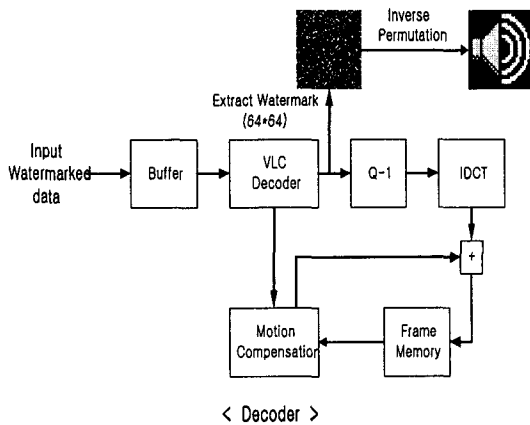 Inverse
Permutation
Extract Watermark
(64*64)
Input
Watermarked
data
Buffer
VLC
Decoder
Q-1
IDCT
+
Motion
Compensation
Frame
Memory
< Decoder >